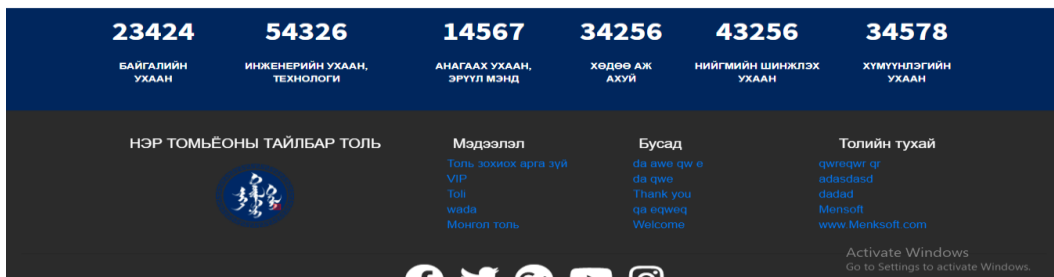 23424
54326
14567
34256
43256
34578
БАЙГАЛИЙН
УХААН
ИНЖЕНЕРИЙН УХААН,
ТЕХНОЛОГИ
АНАГААХ УХААН,
ЭРҮҮЛ МЭНД
ХӨДӨӨ АЖ
АХУЙ
НИЙГМИЙН ШИНЖЛЭХ
УХААН
ХҮМҮҮНЛЭГИЙН
УХААН
НЭР ТОМЬЁОНЫ ТАЙЛБАР ТОЛЬ
Мэдээлэл
Толь зохиох арга зүй
VIP
Toli
wada
Монгол толь
Бусад
da awe qw e
da qwe
Thank you
qa eqweq
Welcome
Толийн тухай
qwreqwr qr
adasdasd
dadad
Mensoft
www.Menksoft.com
Activate Windows
Go to Settings to activate Windows.